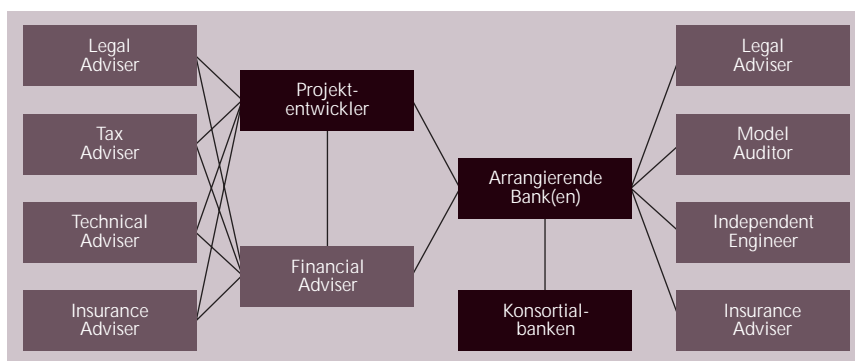 Legal
Adviser
Tax
Adviser
Technical
Adviser
Insurance
Adviser
Projekt-
entwickler
Financial
Adviser
Arrangierende
Bank(en)
Konsortial-
banken
Legal
Adviser
Model
Auditor
Independent
Engineer
Insurance
Adviser